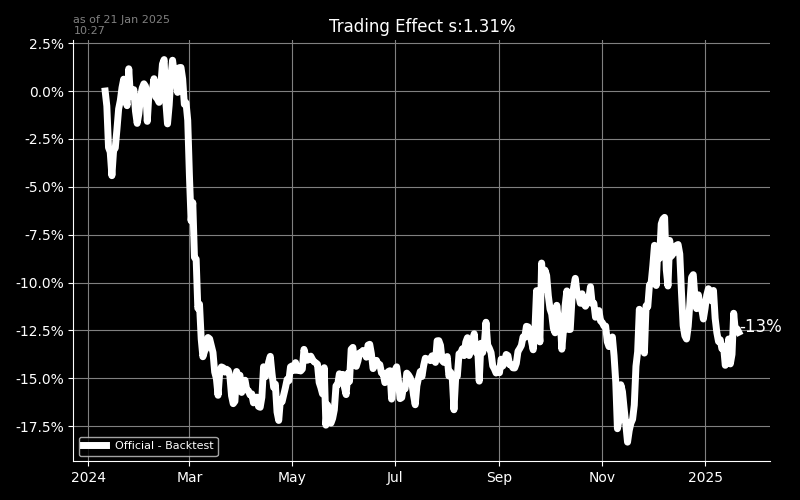 as of 21 Jan 2025
10:27
Trading Effect s:1.31%
2.5%
0.0%
-2.5%
-5.0%
-7.5%
-10.0%
-12.5%
-15.0%
-17.5%
-13%
Official - Backtest
2024 Mar May Jul Sep Nov 2025